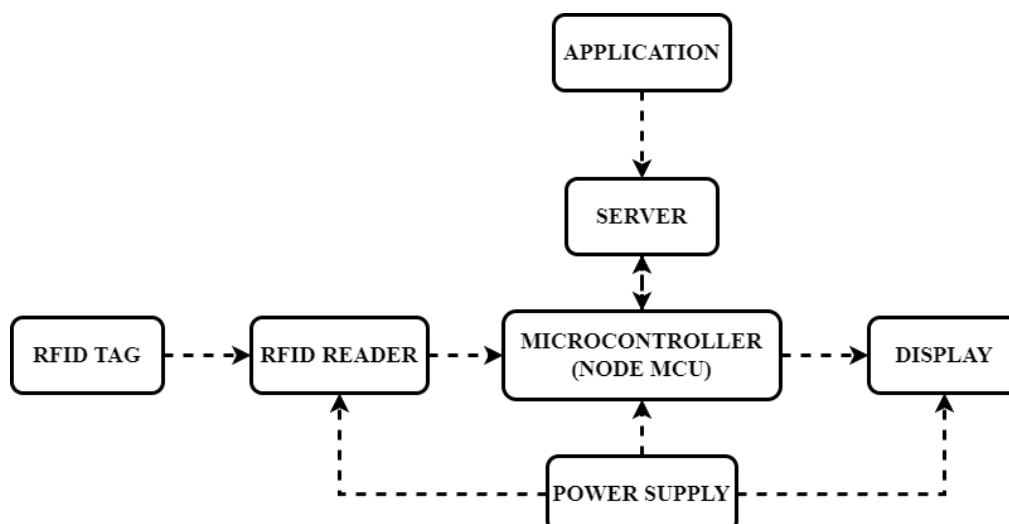 APPLICATION
SERVER
RFID TAG
RFID READER
MICROCONTROLLER
(NODE MCU)
DISPLAY
POWER SUPPLY